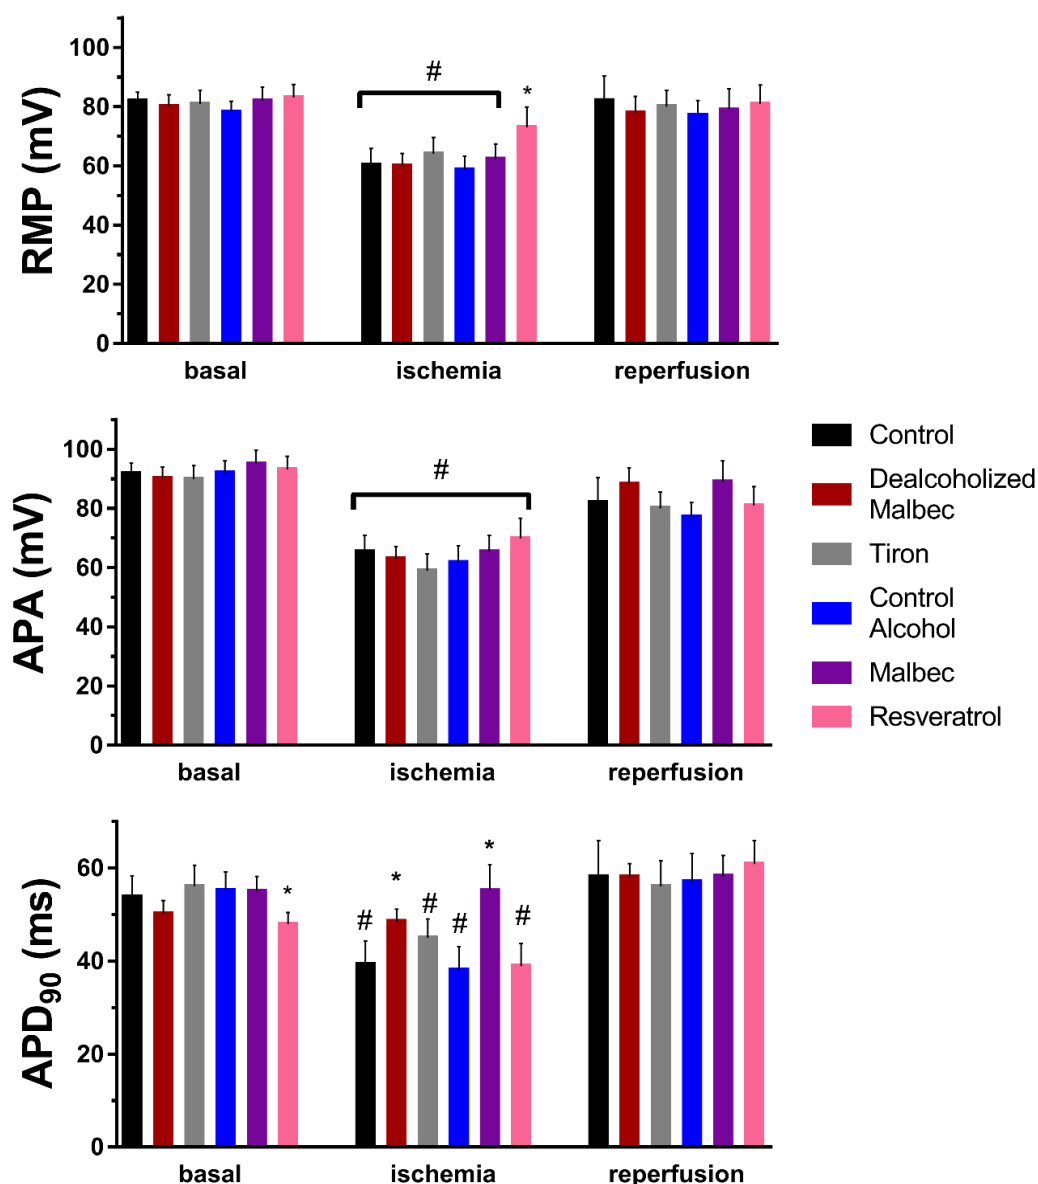 RMP (mV)
100
80
60
40
20
0
#
*
basal ischemia reperfusion
APA (mV)
100
80
60
40
20
0
#
basal ischemia reperfusion
Control
Dealcoholized
Malbec
Tiron
Control
Alcohol
Malbec
Resveratrol
APD90 (ms)
60
40
20
0
*
# * # # * #
basal ischemia reperfusion